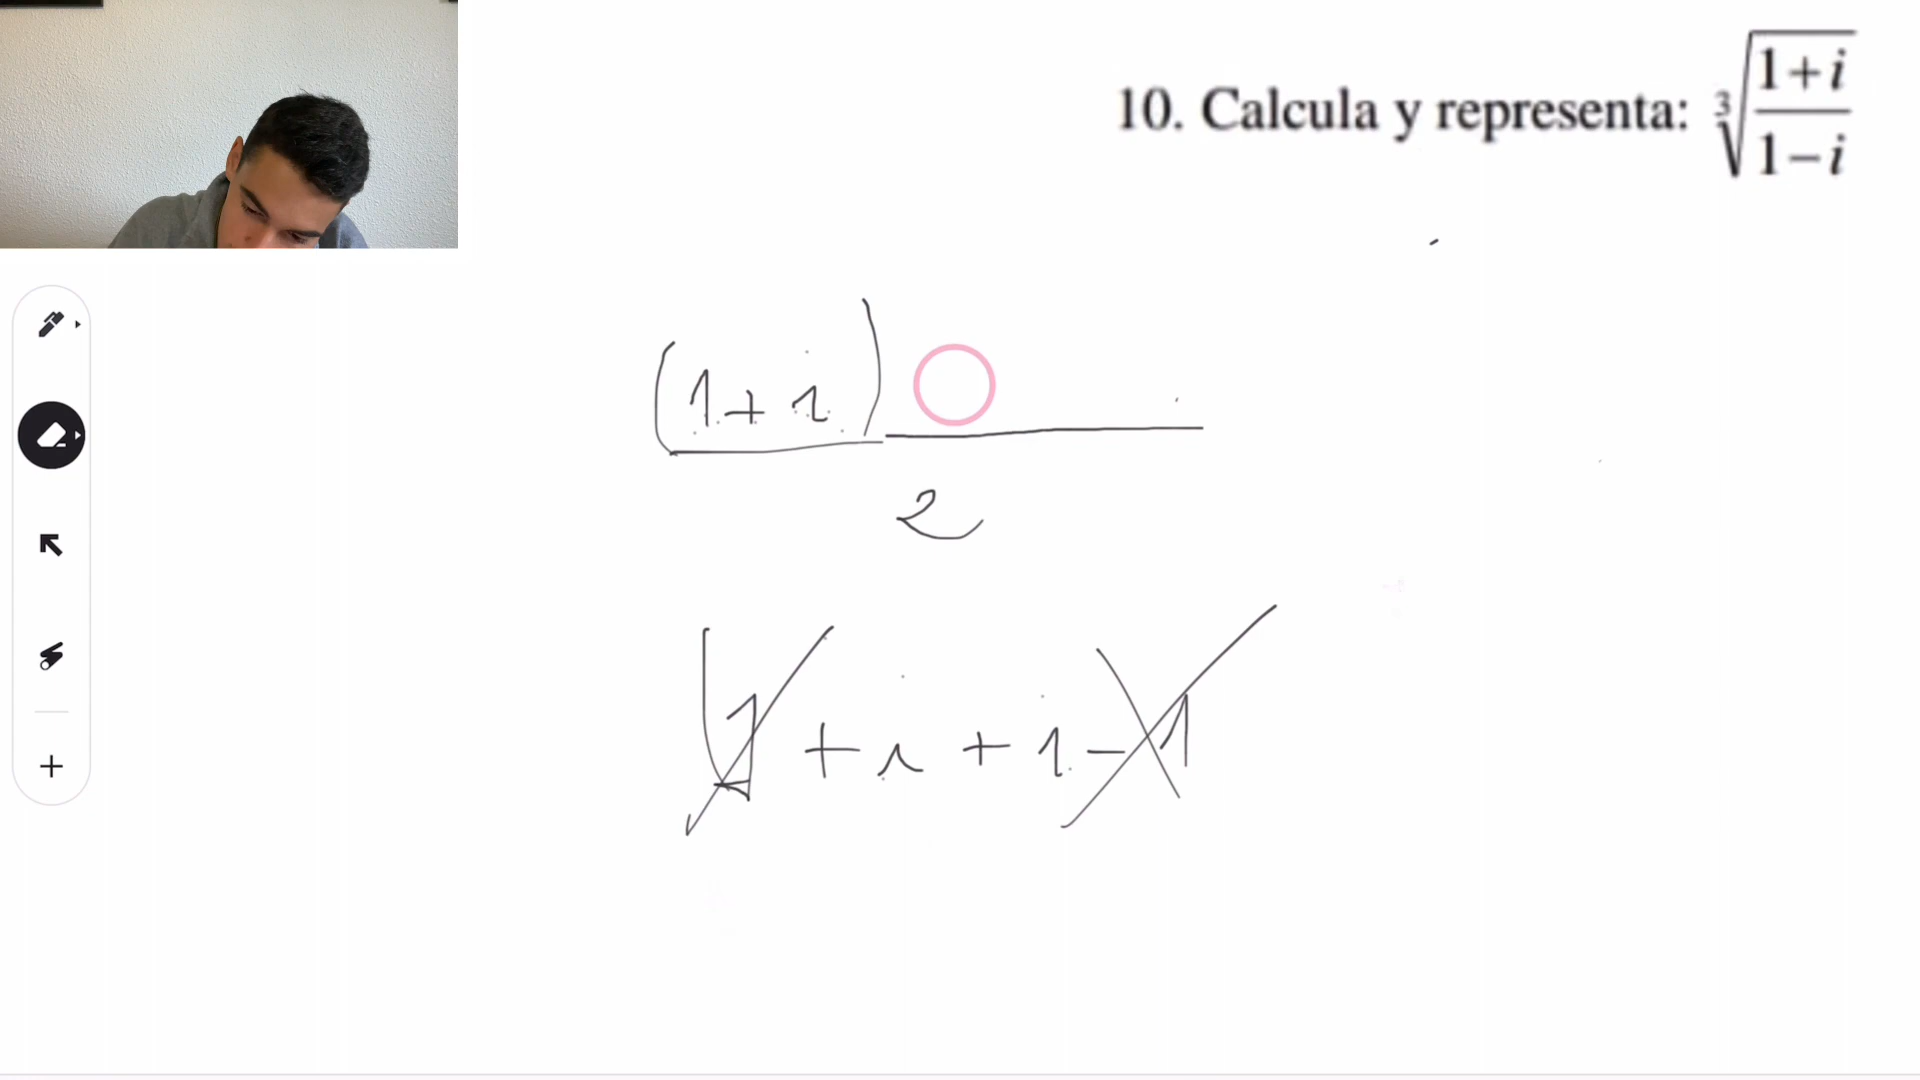 10. Calcula y representa: ∛((1+i)/(1−i))
(1+i)
2
1 + i + i − 1